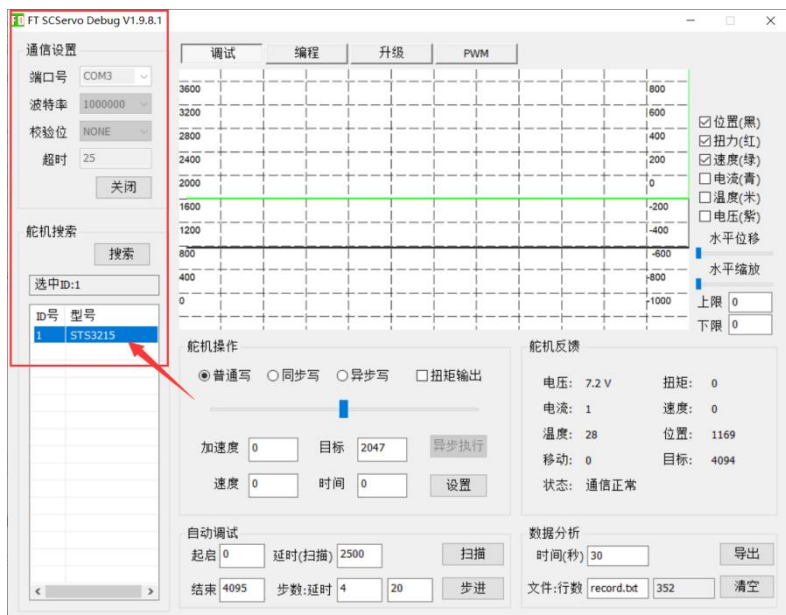 FT SCServo Debug V1.9.8.1
通信设置
端口号 COM3
波特率 1000000
校验位 NONE
超时 25
关闭
舵机搜索
搜索
选中ID:1
ID号 型号
1 STS3215
调试 编程 升级 PWM
3600 800
3200 600
2800 400
2400 200
2000 0
1600 -200
1200 -400
800 -600
400 -800
0 -1000
位置(黑)
扭力(红)
速度(绿)
电流(青)
温度(米)
电压(紫)
水平位移
水平缩放
上限 0
下限 0
舵机操作
普通写 同步写 异步写 扭矩输出
加速度 0 目标 2047 异步执行
速度 0 时间 0 设置
舵机反馈
电压: 7.2 V 扭矩: 0
电流: 1 速度: 0
温度: 28 位置: 1169
移动: 0 目标: 4094
状态: 通信正常
自动调试
起启 0 延时(扫描) 2500 扫描
结束 4095 步数:延时 4 20 步进
数据分析
时间(秒) 30 导出
文件:行数 record.txt 352 清空